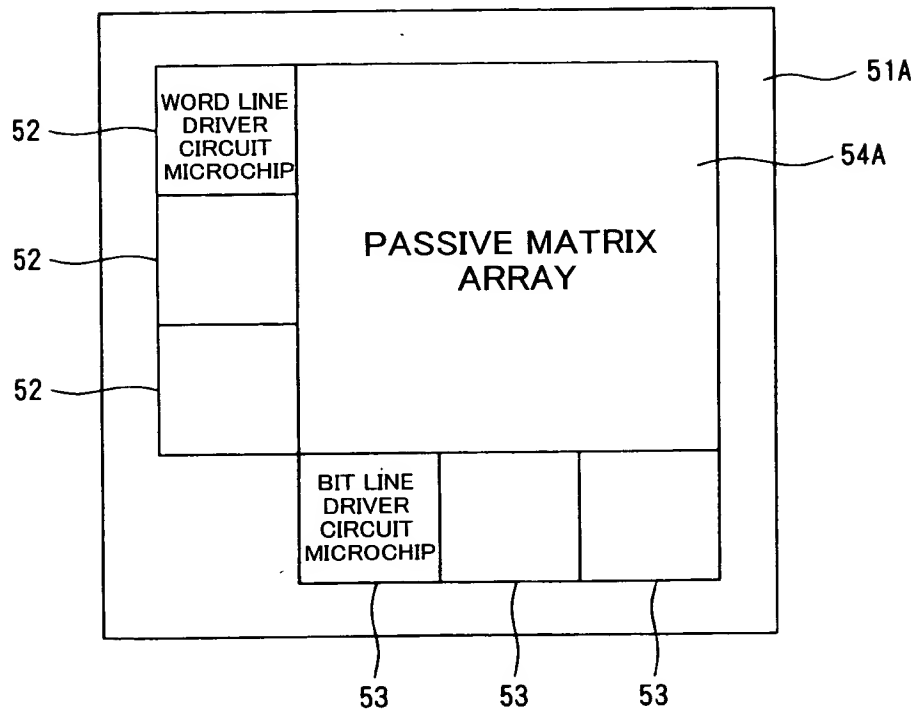 51A
WORD LINE
DRIVER
CIRCUIT
MICROCHIP
52
54A
PASSIVE MATRIX
ARRAY
52
52
BIT LINE
DRIVER
CIRCUIT
MICROCHIP
53
53
53